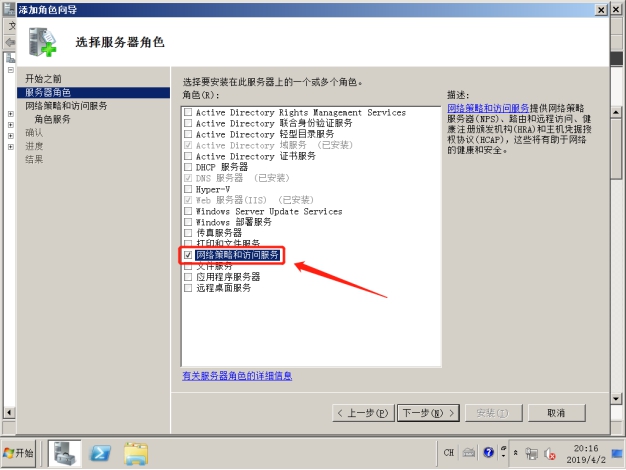 添加角色向导
选择服务器角色
开始之前
服务器角色
网络策略和访问服务
角色服务
确认
进度
结果
选择要安装在此服务器上的一个或多个角色。
角色(R):
Active Directory Rights Management Services
Active Directory 联合身份验证服务
Active Directory 轻型目录服务
Active Directory 域服务 (已安装)
Active Directory 证书服务
DHCP 服务器
DNS 服务器 (已安装)
Hyper-V
Web 服务器(IIS) (已安装)
Windows Server Update Services
Windows 部署服务
传真服务器
打印和文件服务
网络策略和访问服务
文件服务
应用程序服务器
远程桌面服务
有关服务器角色的详细信息
描述:
网络策略和访问服务提供网络策略
服务器(NPS)、路由和远程访问、健
康注册颁发机构(HRA)和主机凭据授
权协议(HCAP)，这些将有助于网络
的健康和安全。
< 上一步(P)
下一步(N) >
安装(I)
取消
开始
CH
20:16
2019/4/2